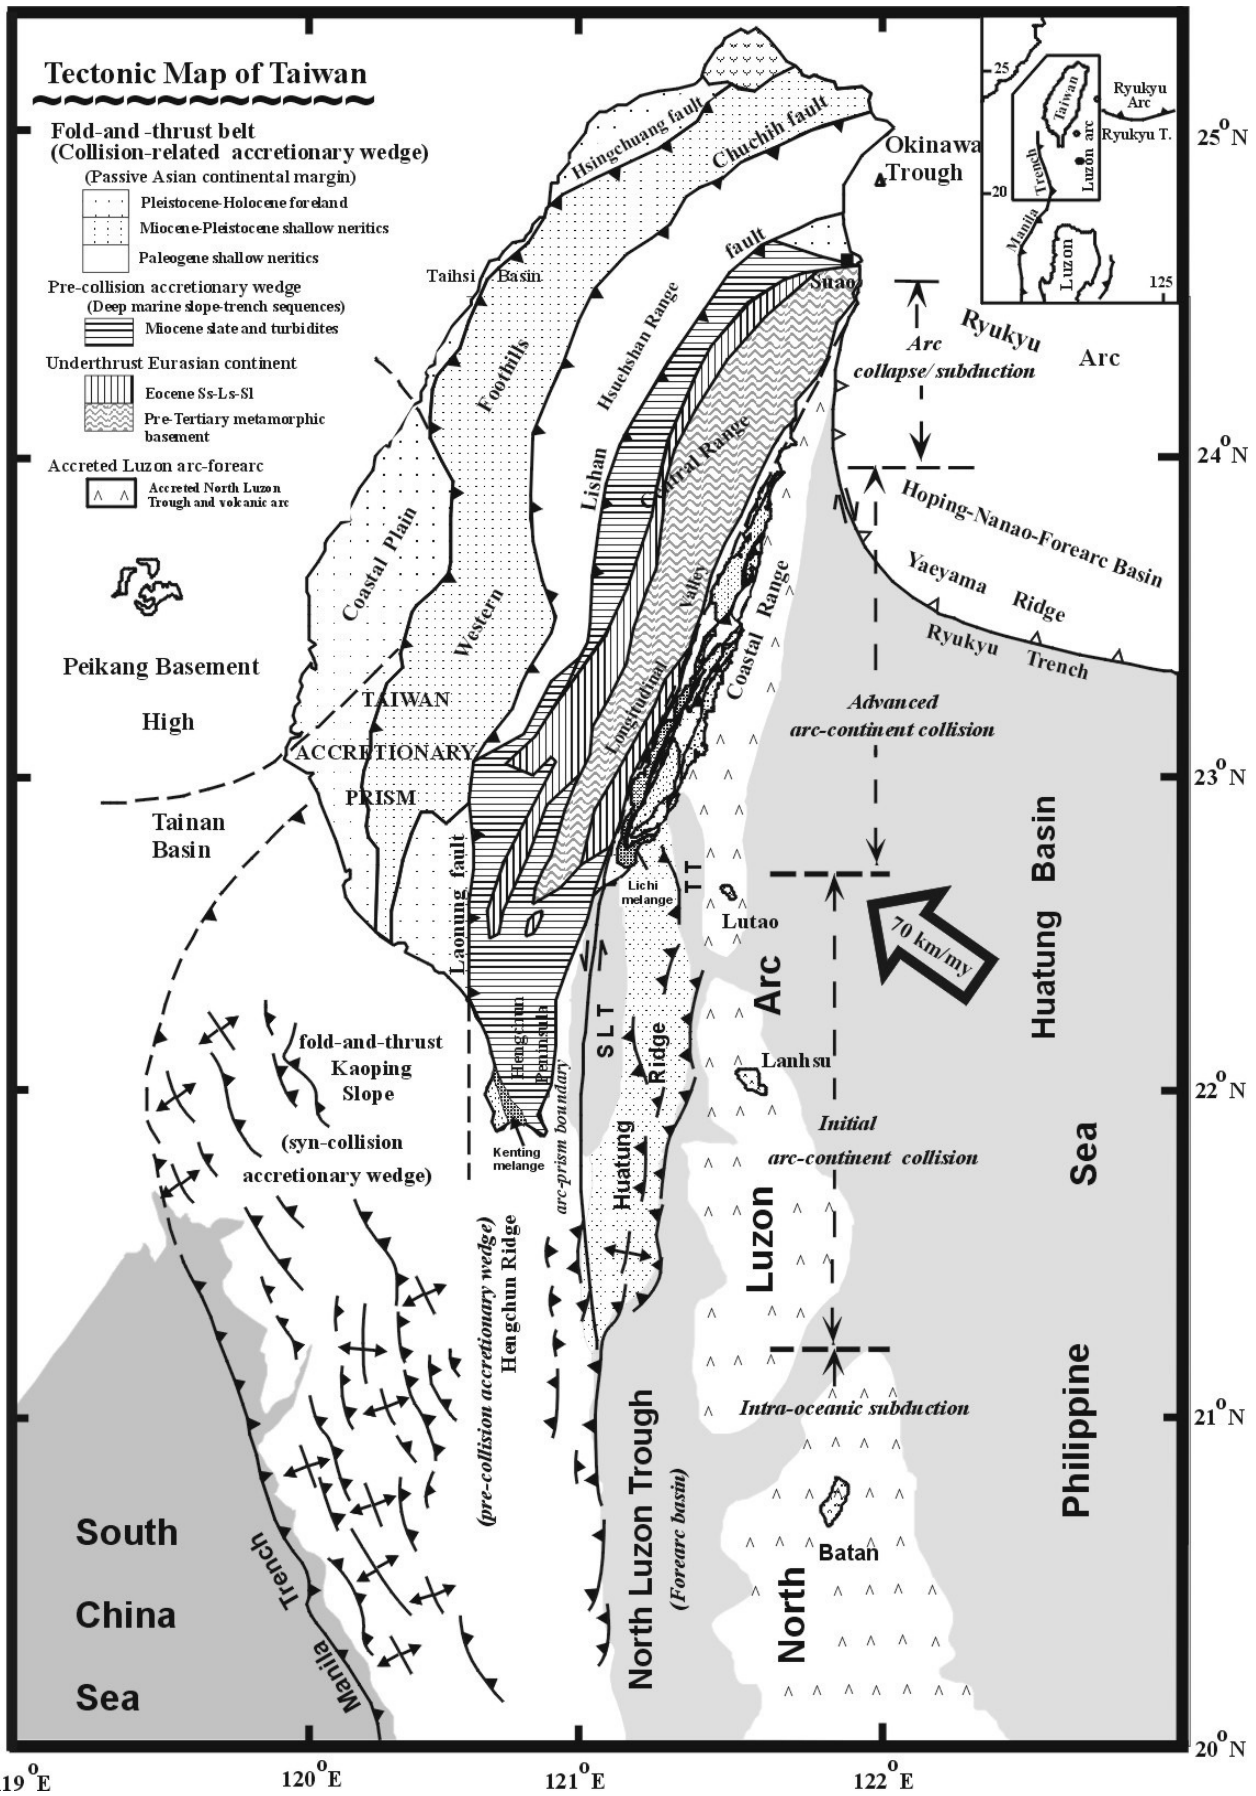 Tectonic Map of Taiwan
Fold-and -thrust belt
(Collision-related accretionary wedge)
(Passive Asian continental margin)
Pleistocene-Holocene foreland
Miocene-Pleistocene shallow neritics
Paleogene shallow neritics
Pre-collision accretionary wedge
(Deep marine slope-trench sequences)
Miocene slate and turbidites
Underthrust Eurasian continent
Eocene Ss-Ls-Sl
Pre-Tertiary metamorphic
basement
Accreted Luzon arc-forearc
Accreted North Luzon
Trough and volcanic arc
Peikang Basement
High
Tainan
Basin
Taihsi Basin
Hsingchuang fault
Chuchih fault
Okinawa
Trough
25
20
125
Taiwan
Ryukyu
Arc
Ryukyu T.
Luzon arc
Manila
Trench
Luzon
Suao
Hsuehshan Range
Foothills
Western
Lishan
fault
Central Range
Coastal Plain
TAIWAN
ACCRETIONARY
PRISM
Longitudinal
Valley
Coastal Range
Ryukyu
Arc
Arc
collapse/subduction
Hoping-Nanao-Forearc Basin
Yaeyama
Ridge
Ryukyu
Trench
Advanced
arc-continent collision
Huatung Basin
70 km/my
Laonung fault
Lichi
melange
TT
Lutao
Lanhsu
SLT
Hengchun
Peninsula
arc-prism boundary
Huatung
Ridge
Kenting
melange
fold-and-thrust
Kaoping
Slope
(syn-collision
accretionary wedge)
(pre-collision accretionary wedge)
Hengchun Ridge
Initial
arc-continent collision
Intra-oceanic subduction
North
Luzon
Arc
Batan
North Luzon Trough
(Forearc basin)
Philippine
Sea
South
China
Sea
Manila
Trench
25°N
24°N
23°N
22°N
21°N
20°N
19°E
120°E
121°E
122°E